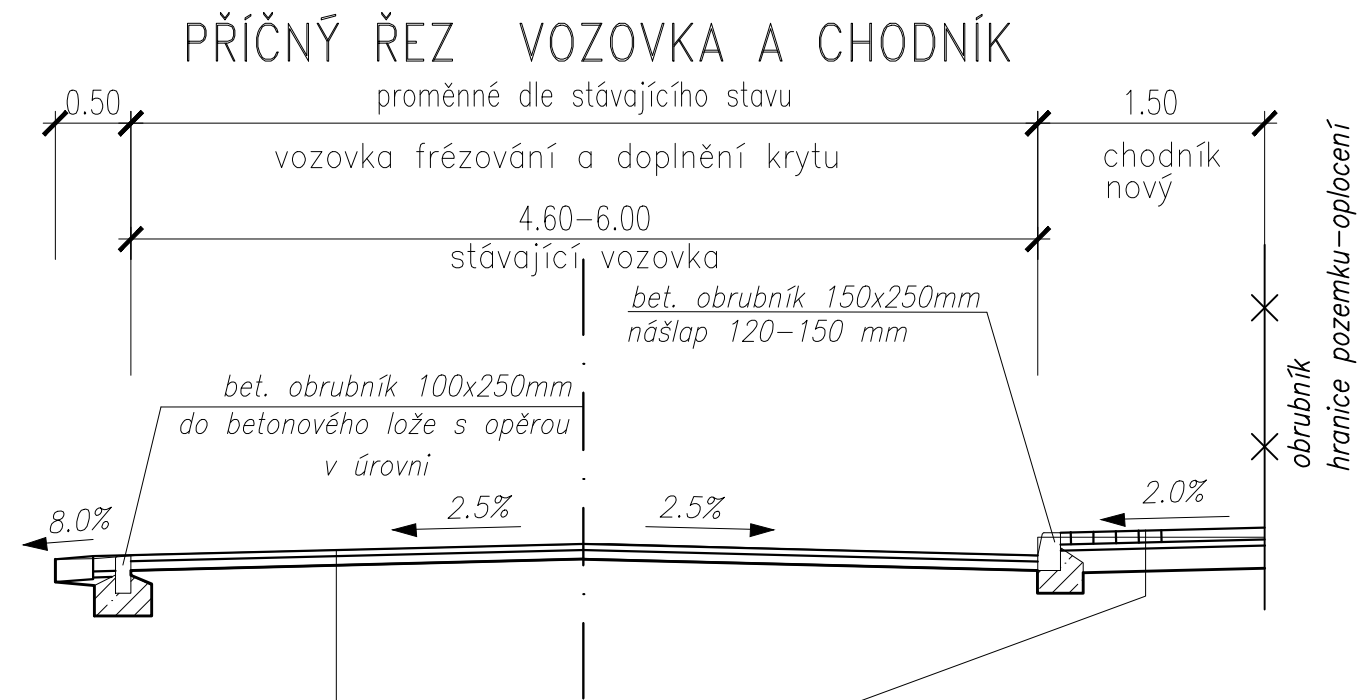 PŘÍČNÝ ŘEZ VOZOVKA A CHODNÍK
0.50
proměnné dle stávajícího stavu
1.50
vozovka frézování a doplnění krytu
chodník
nový
4.60-6.00
stávající vozovka
bet. obrubník 150x250mm
nášlap 120-150 mm
bet. obrubník 100x250mm
do betonového lože s opěrou
v úrovni
obrubník
hranice pozemku-oplocení
8.0%
2.5%
2.5%
2.0%